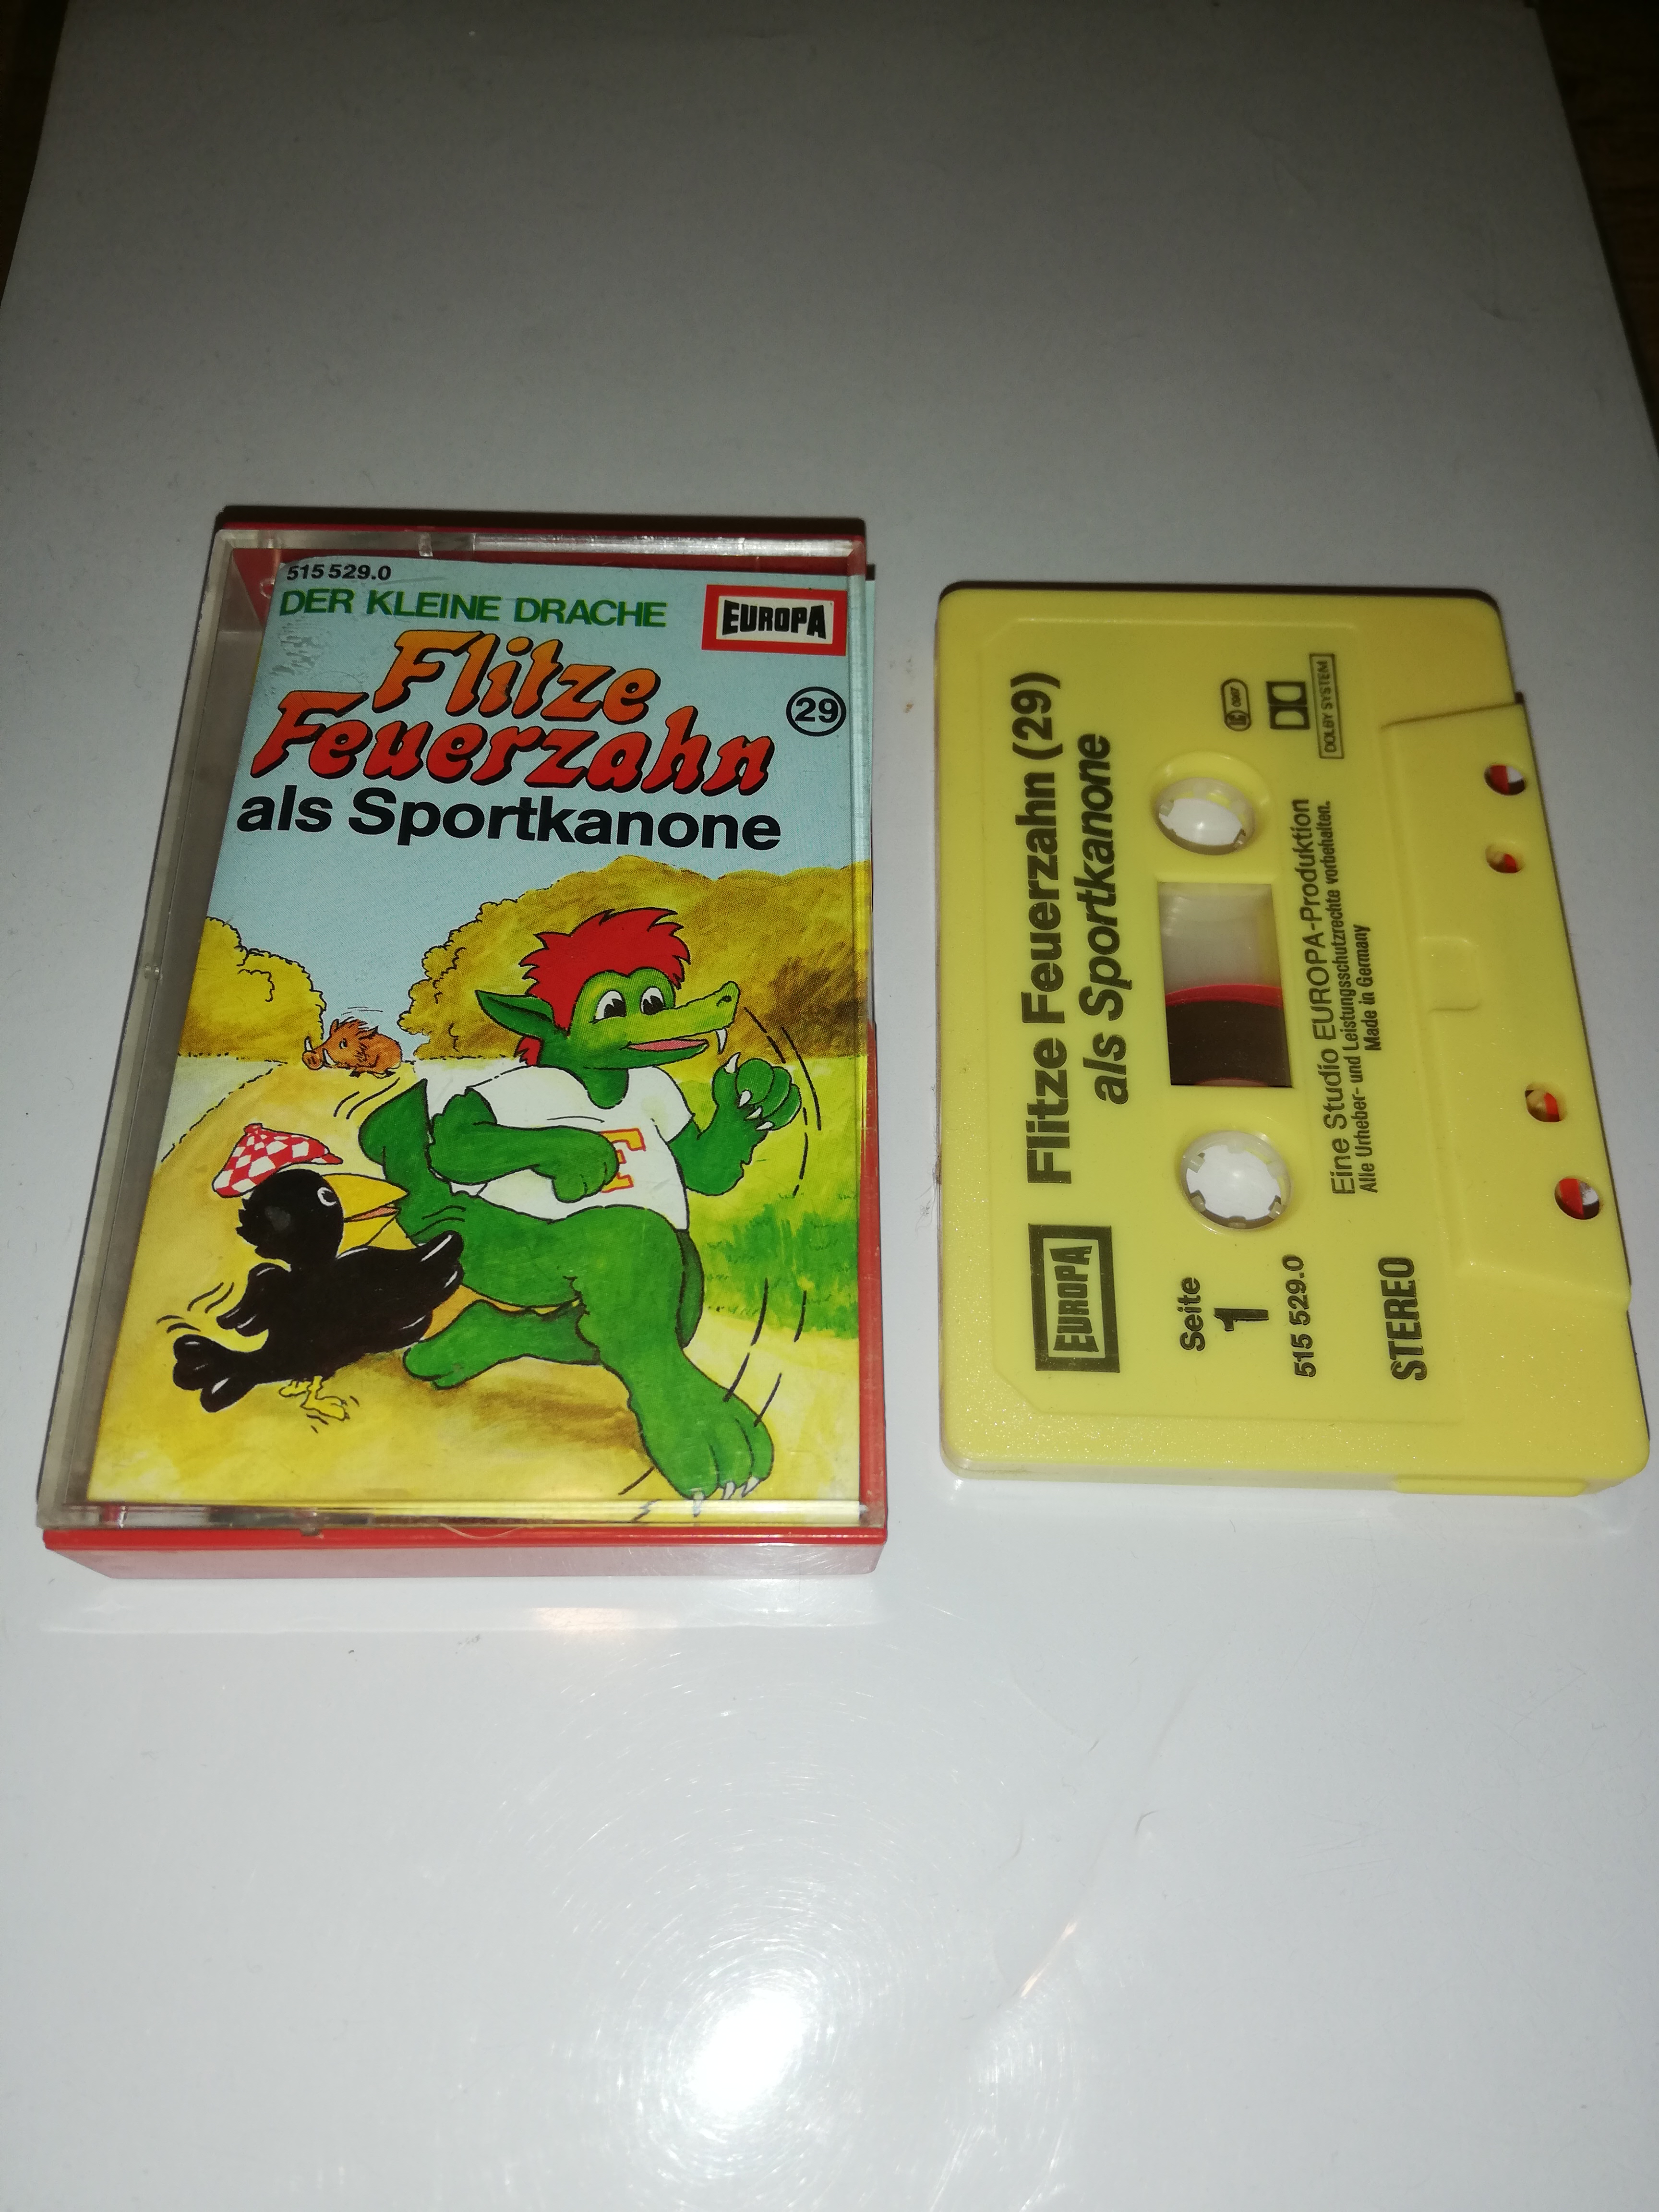 515 529.0
DER KLEINE DRACHE
EUROPA
Flitze
Feuerzahn
29
als Sportkanone
E
EUROPA
Flitze Feuerzahn (29)
als Sportkanone
Seite
1
515 529.0
STEREO
Eine Studio EUROPA-Produktion
Alle Urheber- und Leistungsschutzrechte vorbehalten.
Made in Germany
DOLBY SYSTEM